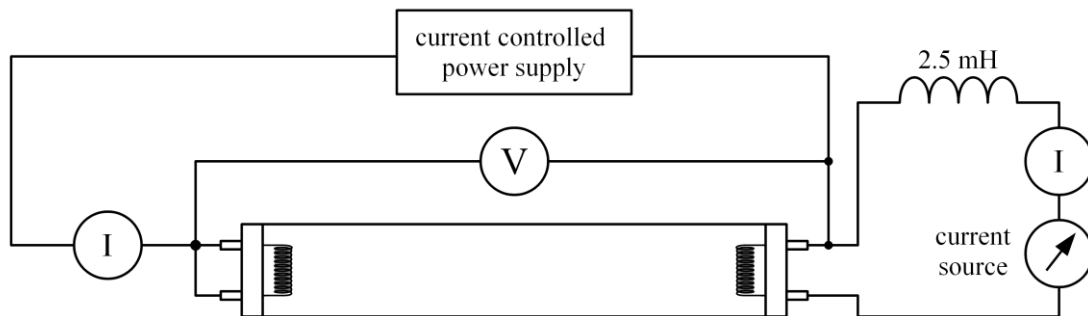 current controlled
power supply
2.5 mH
V
I
I
current
source